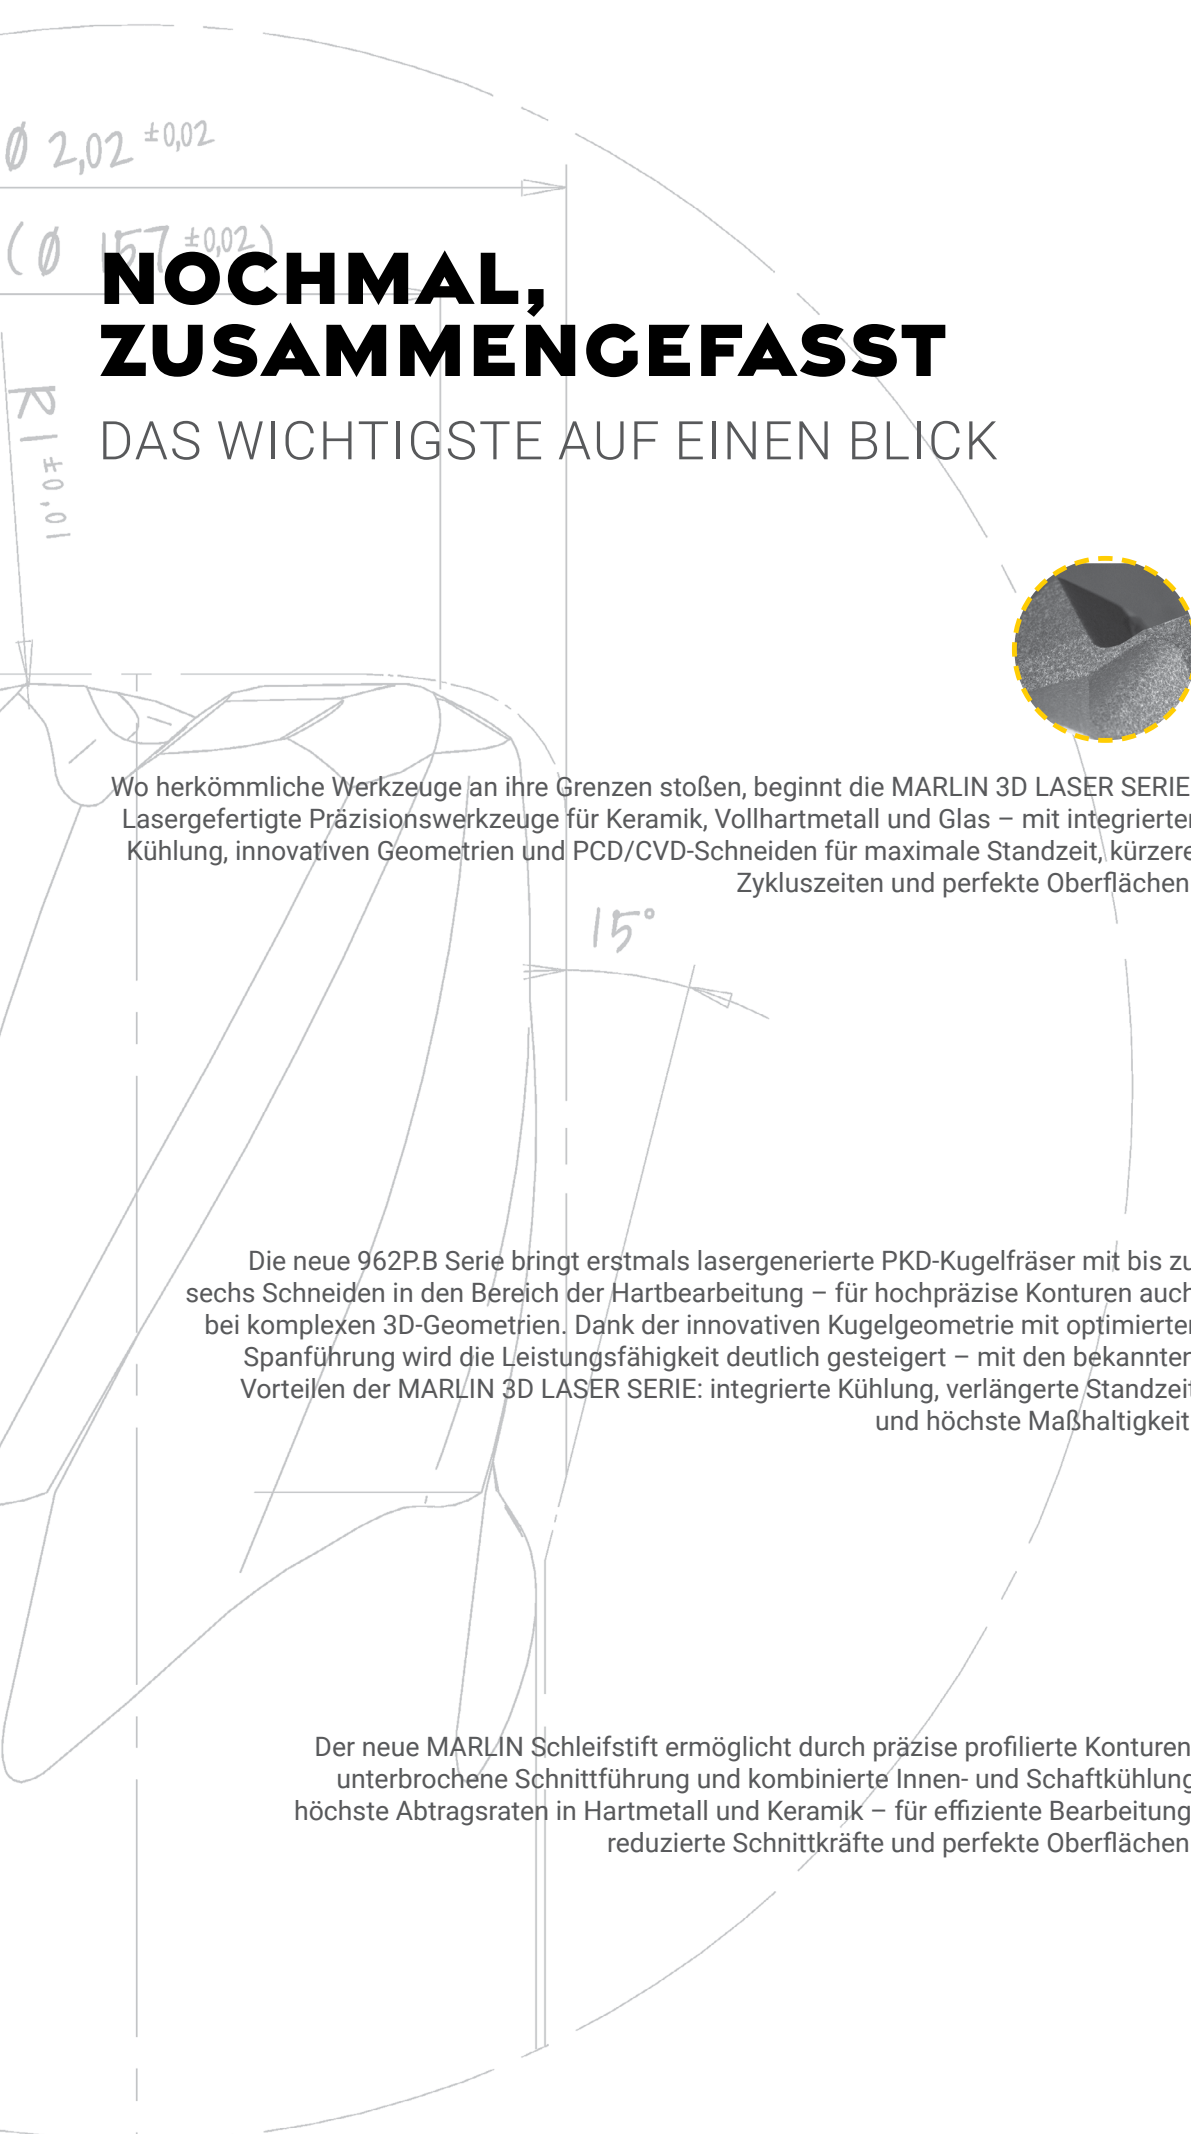 Ø 2,02 ±0,02
(Ø 157 ±0,02)
NOCHMAL,
ZUSAMMENGEFASST
DAS WICHTIGSTE AUF EINEN BLICK
R1 ±0,01
Wo herkömmliche Werkzeuge an ihre Grenzen stoßen, beginnt die MARLIN 3D LASER SERIE
Lasergefertigte Präzisionswerkzeuge für Keramik, Vollhartmetall und Glas – mit integrierter
Kühlung, innovativen Geometrien und PCD/CVD-Schneiden für maximale Standzeit, kürzere
Zykluszeiten und perfekte Oberflächen
15°
Die neue 962P.B Serie bringt erstmals lasergenerierte PKD-Kugelfräser mit bis zu
sechs Schneiden in den Bereich der Hartbearbeitung – für hochpräzise Konturen auch
bei komplexen 3D-Geometrien. Dank der innovativen Kugelgeometrie mit optimierter
Spanführung wird die Leistungsfähigkeit deutlich gesteigert – mit den bekannten
Vorteilen der MARLIN 3D LASER SERIE: integrierte Kühlung, verlängerte Standzeit
und höchste Maßhaltigkeit
Der neue MARLIN Schleifstift ermöglicht durch präzise profilierte Konturen,
unterbrochene Schnittführung und kombinierte Innen- und Schaftkühlung
höchste Abtragsraten in Hartmetall und Keramik – für effiziente Bearbeitung,
reduzierte Schnittkräfte und perfekte Oberflächen